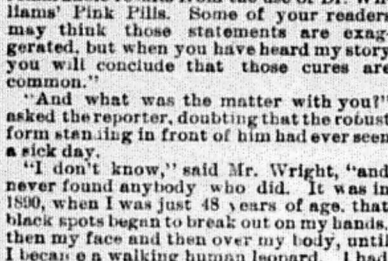 liams' Pink Pills. Some of your readers
may think those statements are exag-
gerated, but when you have heard my story
you will conclude that those cures are
common."
"And what was the matter with you?"
asked the reporter, doubting that the robust
form standing in front of him had ever seen
a sick day.
"I don't know," said Mr. Wright, "and
never found anybody who did. It was in
1890, when I was just 48 years of age, that
black spots began to break out on my hands,
then my face and then over my body, until
I became a walking human leopard. I had